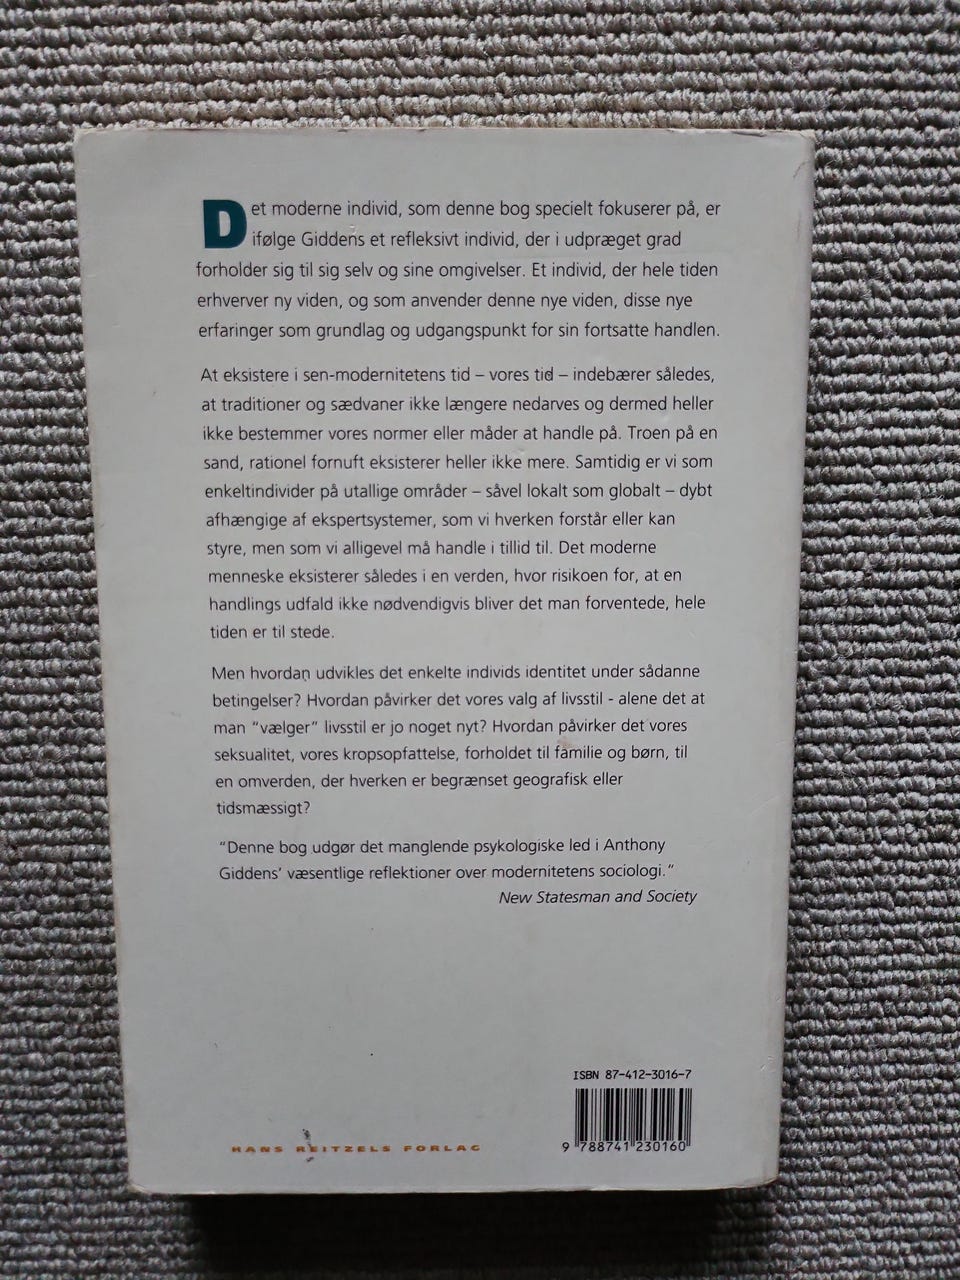 Det moderne individ, som denne bog specielt fokuserer på, er
ifølge Giddens et refleksivt individ, der i udpræget grad
forholder sig til sig selv og sine omgivelser. Et individ, der hele tiden
erhverver ny viden, og som anvender denne nye viden, disse nye
erfaringer som grundlag og udgangspunkt for sin fortsatte handlen.
At eksistere i sen-modernitetens tid – vores tid – indebærer således,
at traditioner og sædvaner ikke længere nedarves og dermed heller
ikke bestemmer vores normer eller måder at handle på. Troen på en
sand, rationel fornuft eksisterer heller ikke mere. Samtidig er vi som
enkeltindivider på utallige områder – såvel lokalt som globalt – dybt
afhængige af ekspertsystemer, som vi hverken forstår eller kan
styre, men som vi alligevel må handle i tillid til. Det moderne
menneske eksisterer således i en verden, hvor risikoen for, at en
handlings udfald ikke nødvendigvis bliver det man forventede, hele
tiden er til stede.
Men hvordan udvikles det enkelte individs identitet under sådanne
betingelser? Hvordan påvirker det vores valg af livsstil - alene det at
man “vælger” livsstil er jo noget nyt? Hvordan påvirker det vores
seksualitet, vores kropsopfattelse, forholdet til familie og børn, til
en omverden, der hverken er begrænset geografisk eller
tidsmæssigt?
“Denne bog udgør det manglende psykologiske led i Anthony
Giddens’ væsentlige reflektioner over modernitetens sociologi.”
New Statesman and Society
ISBN 87-412-3016-7
9 788741 230160
HANS REITZELS FORLAG